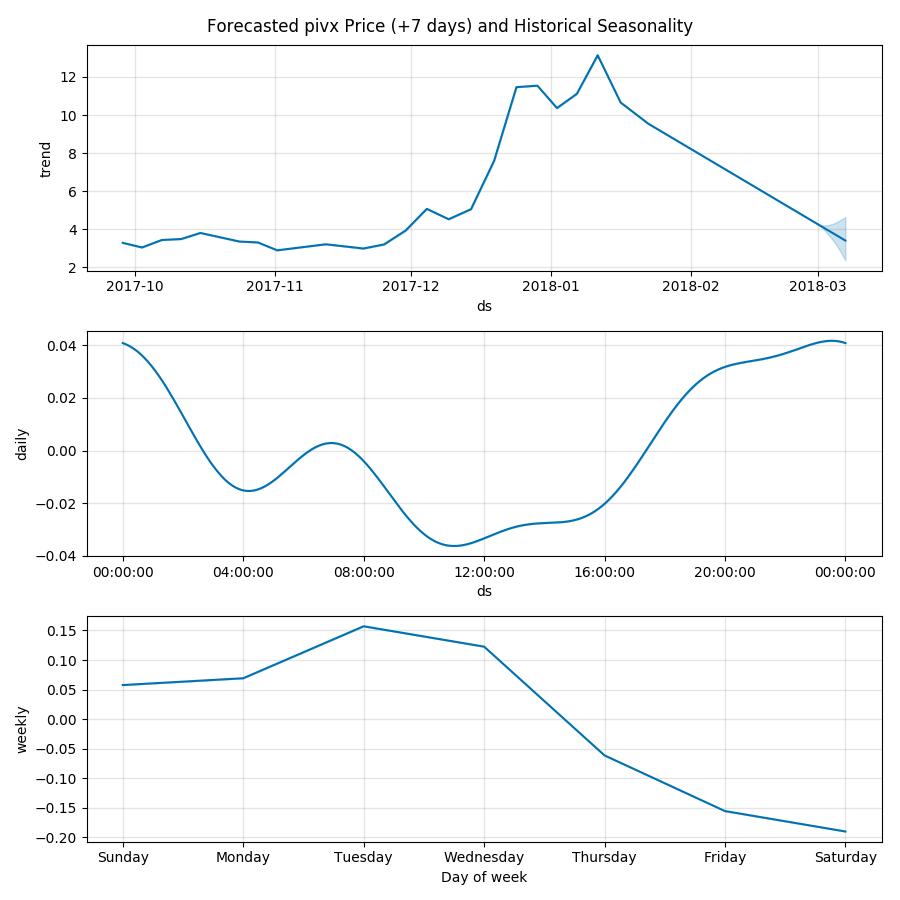 Forecasted pivx Price (+7 days) and Historical Seasonality
12
10
8
6
4
2
trend
2017-10 2017-11 2017-12 2018-01 2018-02 2018-03
ds
0.04
0.02
0.00
−0.02
−0.04
daily
00:00:00 04:00:00 08:00:00 12:00:00 16:00:00 20:00:00 00:00:00
ds
0.15
0.10
0.05
0.00
−0.05
−0.10
−0.15
−0.20
weekly
Sunday Monday Tuesday Wednesday Thursday Friday Saturday
Day of week